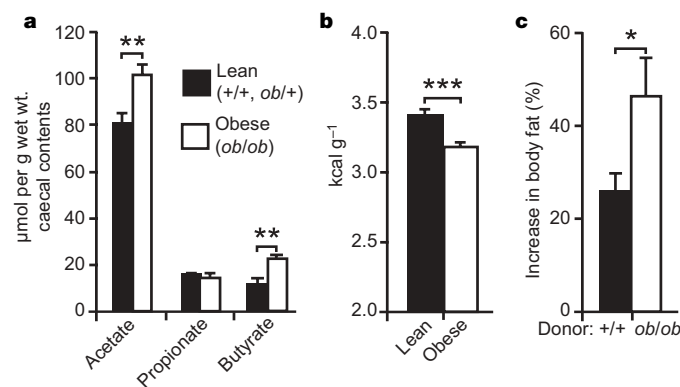 a
µmol per g wet wt.
caecal contents
120
100
80
60
40
20
0
**
**
Lean
(+/+, ob/+)
Obese
(ob/ob)
Acetate
Propionate
Butyrate
b
kcal g⁻¹
4.0
3.5
3.0
2.5
2.0
***
Lean
Obese
c
Increase in body fat (%)
60
40
20
0
*
Donor: +/+ ob/ob